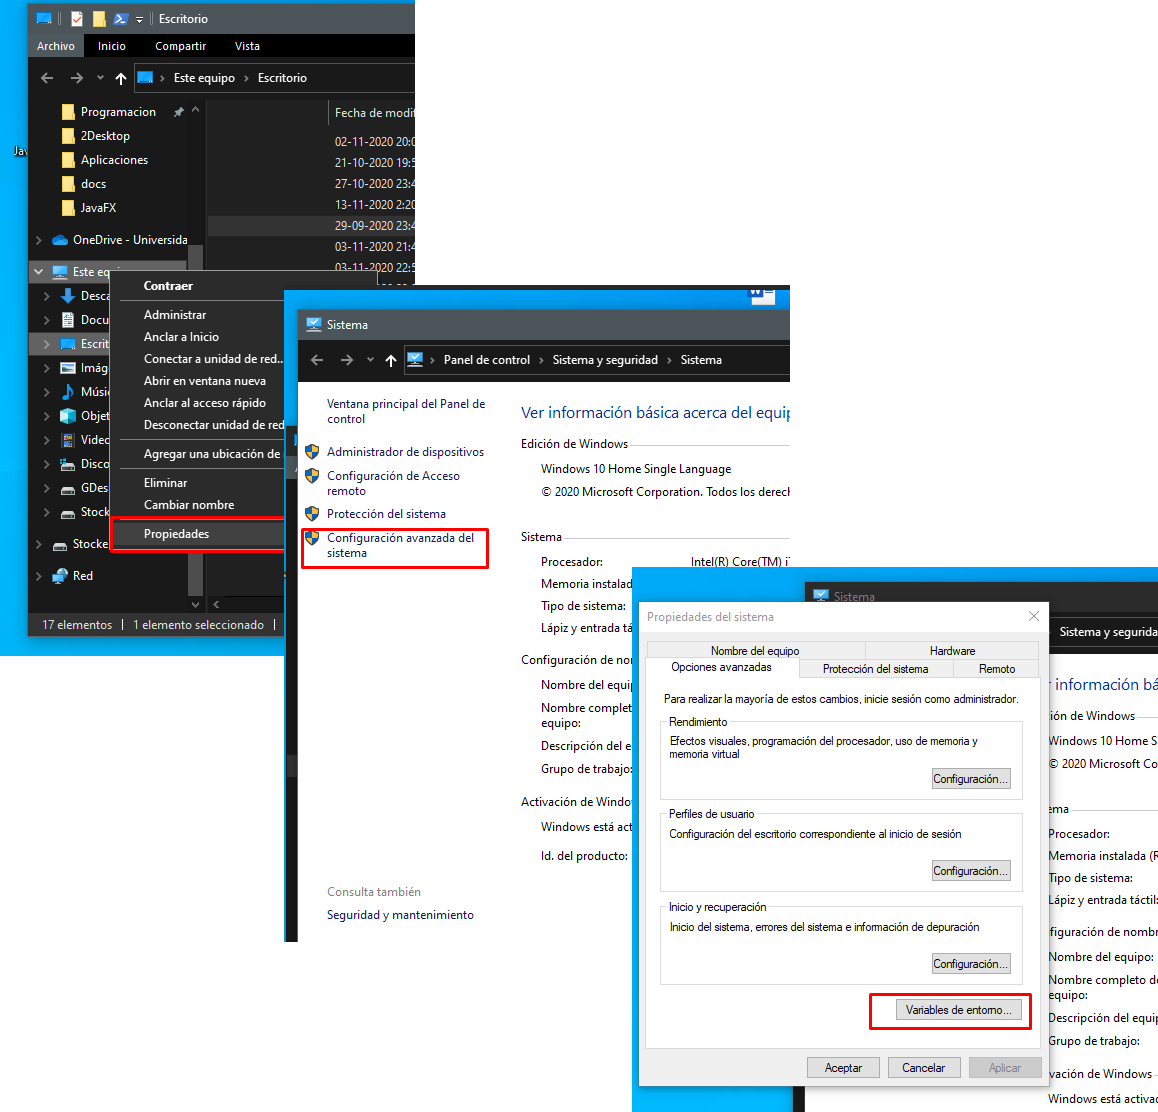 Escritorio
Archivo
Inicio
Compartir
Vista
Este equipo
Escritorio
Programacion
2Desktop
Aplicaciones
docs
JavaFX
OneDrive - Universida
Fecha de modif
02-11-2020 20:0
21-10-2020 19:5
27-10-2020 23:4
13-11-2020 2:20
29-09-2020 23:4
03-11-2020 21:4
03-11-2020 22:5
Jav
Este eq
Desca
Docu
Escrit
Imág
Músi
Objet
Video
Disco
GDes
Stock
Stocke
Red
17 elementos
1 elemento seleccionado
Contraer
Administrar
Anclar a Inicio
Conectar a unidad de red...
Abrir en ventana nueva
Anclar al acceso rápido
Desconectar unidad de red
Agregar una ubicación de
Eliminar
Cambiar nombre
Propiedades
Sistema
Panel de control
Sistema y seguridad
Sistema
Ventana principal del Panel de
control
Administrador de dispositivos
Configuración de Acceso
remoto
Protección del sistema
Configuración avanzada del
sistema
Consulta también
Seguridad y mantenimiento
Ver información básica acerca del equip
Edición de Windows
Windows 10 Home Single Language
© 2020 Microsoft Corporation. Todos los derech
Sistema
Procesador:
Intel(R) Core(TM) i7
Memoria instalad
Tipo de sistema:
Lápiz y entrada tá
Configuración de no
Nombre del equi
Nombre complet
equipo:
Descripción del e
Grupo de trabajo:
Activación de Windo
Windows está act
Id. del producto:
Sistema
Sistema y segurida
Propiedades del sistema
Nombre del equipo
Hardware
Opciones avanzadas
Protección del sistema
Remoto
Para realizar la mayoría de estos cambios, inicie sesión como administrador.
Rendimiento
Efectos visuales, programación del procesador, uso de memoria y
memoria virtual
Configuración...
Perfiles de usuario
Configuración del escritorio correspondiente al inicio de sesión
Configuración...
Inicio y recuperación
Inicio del sistema, errores del sistema e información de depuración
Configuración...
Variables de entorno...
Aceptar
Cancelar
Aplicar
información bá
ión de Windows
Windows 10 Home S
© 2020 Microsoft Co
ema
Procesador:
Memoria instalada (R
Tipo de sistema:
Lápiz y entrada táctil:
figuración de nombr
Nombre del equipo:
Nombre completo de
equipo:
Descripción del equip
Grupo de trabajo:
vación de Windows
Windows está activac